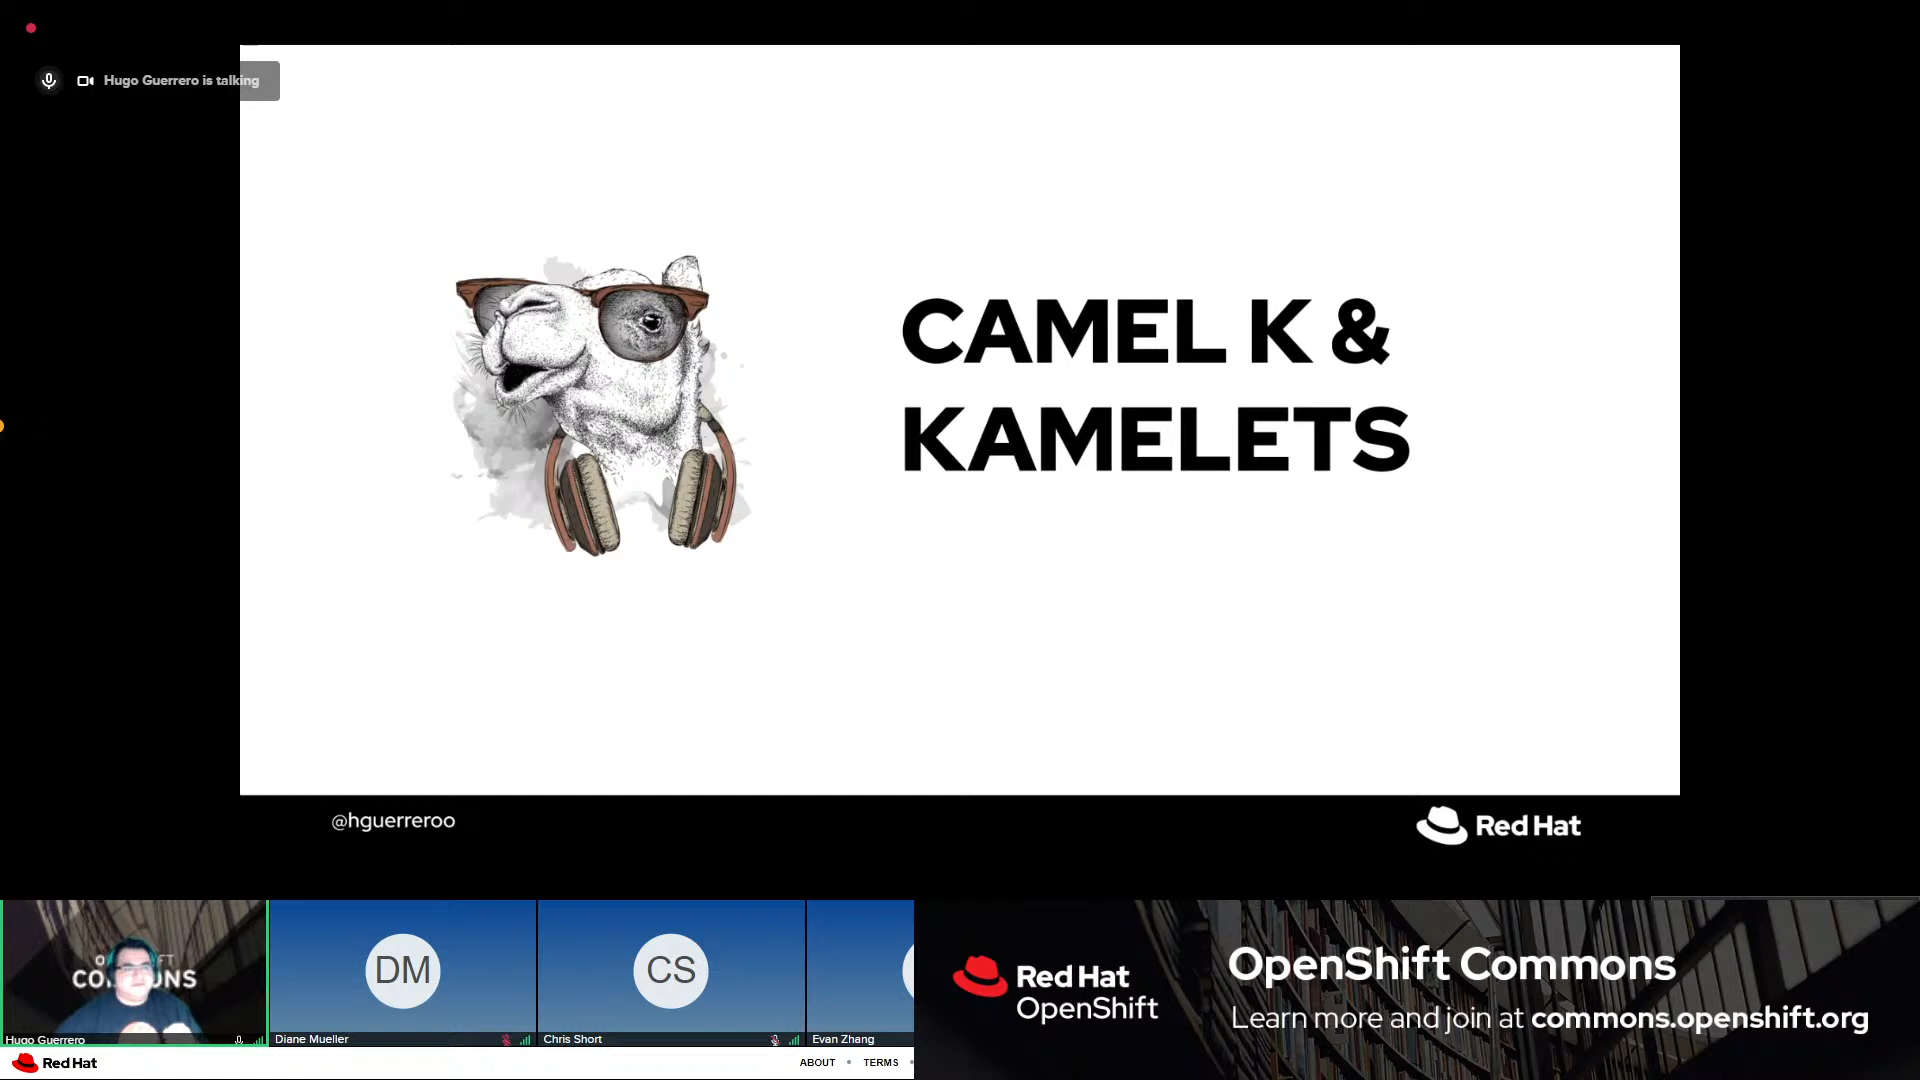 Hugo Guerrero is talking
CAMEL K &
KAMELETS
@hguerreroo
Red Hat
DM
CS
Hugo Guerrero
Diane Mueller
Chris Short
Evan Zhang
Red Hat
ABOUT • TERMS •
Red Hat
OpenShift
OpenShift Commons
Learn more and join at commons.openshift.org